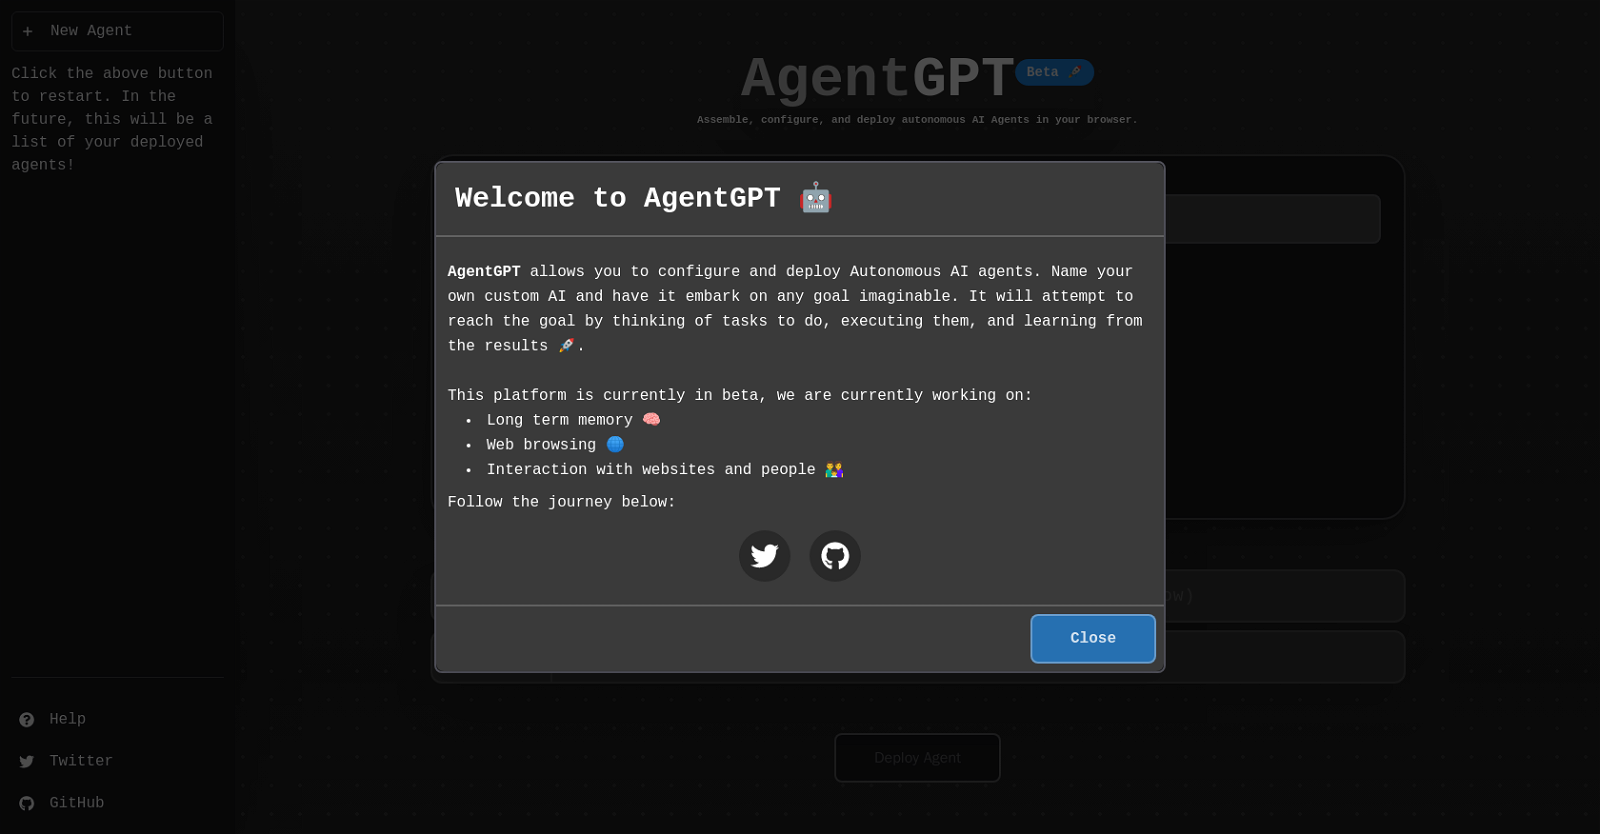 + New Agent
Click the above button
to restart. In the
future, this will be a
list of your deployed
agents!
AgentGPT
Beta 🚀
Assemble, configure, and deploy autonomous AI Agents in your browser.
Welcome to AgentGPT 🤖
AgentGPT allows you to configure and deploy Autonomous AI agents. Name your
own custom AI and have it embark on any goal imaginable. It will attempt to
reach the goal by thinking of tasks to do, executing them, and learning from
the results 🚀.
This platform is currently in beta, we are currently working on:
• Long term memory 🧠
• Web browsing 🌐
• Interaction with websites and people 👫
Follow the journey below:
Close
Deploy Agent
Help
Twitter
GitHub